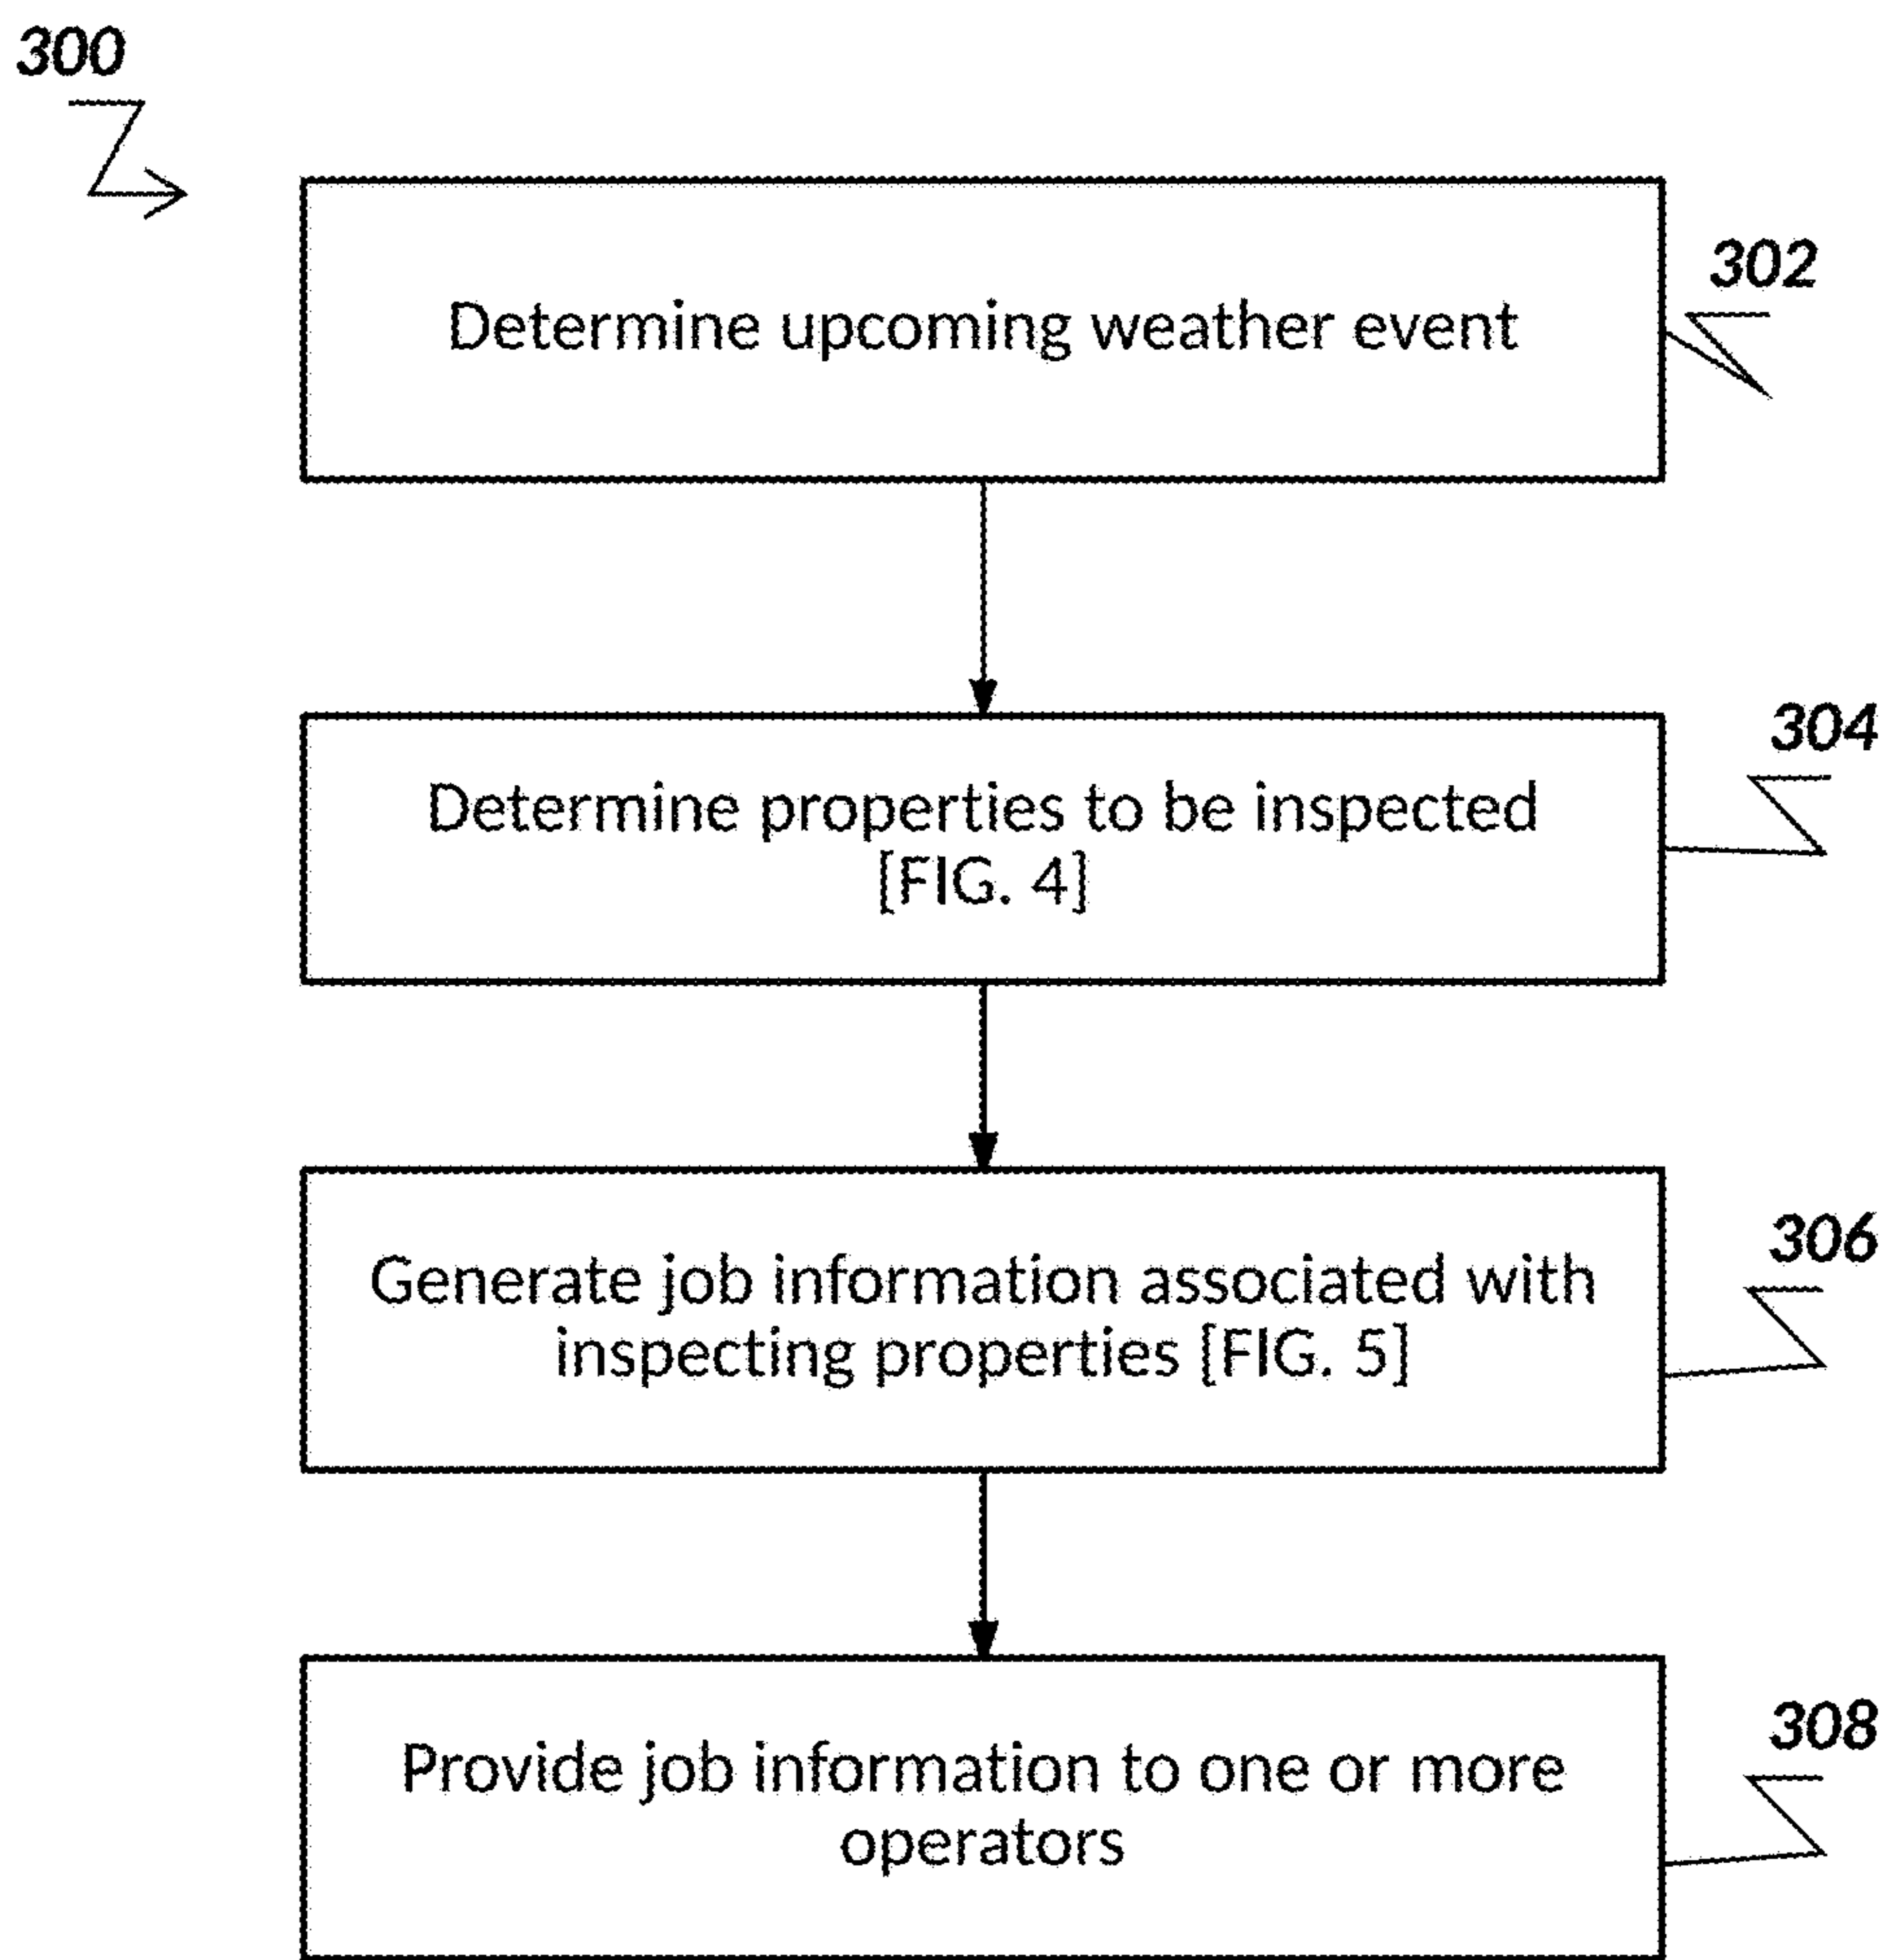 300
302
Determine upcoming weather event
304
Determine properties to be inspected
[FIG. 4]
306
Generate job information associated with
inspecting properties [FIG. 5]
308
Provide job information to one or more
operators